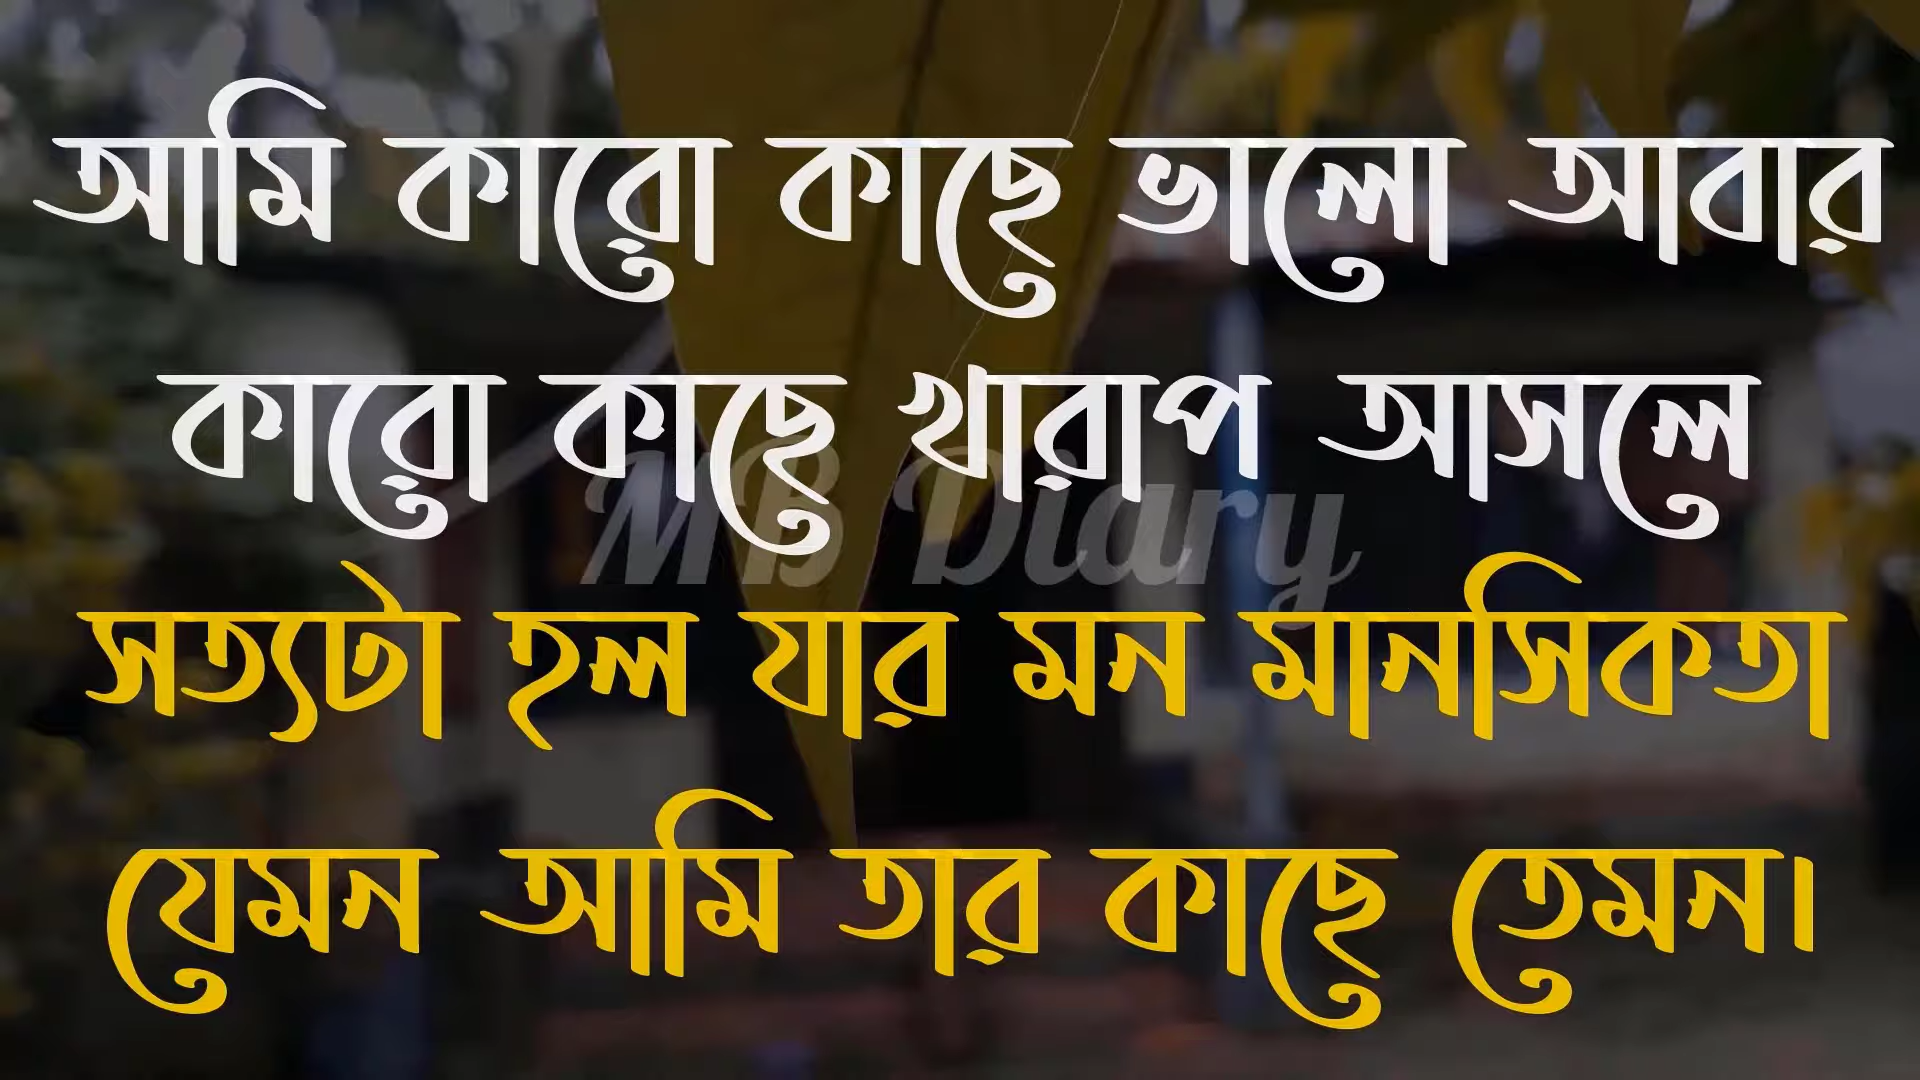 আমি কারো কাছে ভালো আবার
কারো কাছে খারাপ আসলে
MB Diary
সত্যটা হল যার মন মানসিকতা
যেমন আমি তার কাছে তেমন।